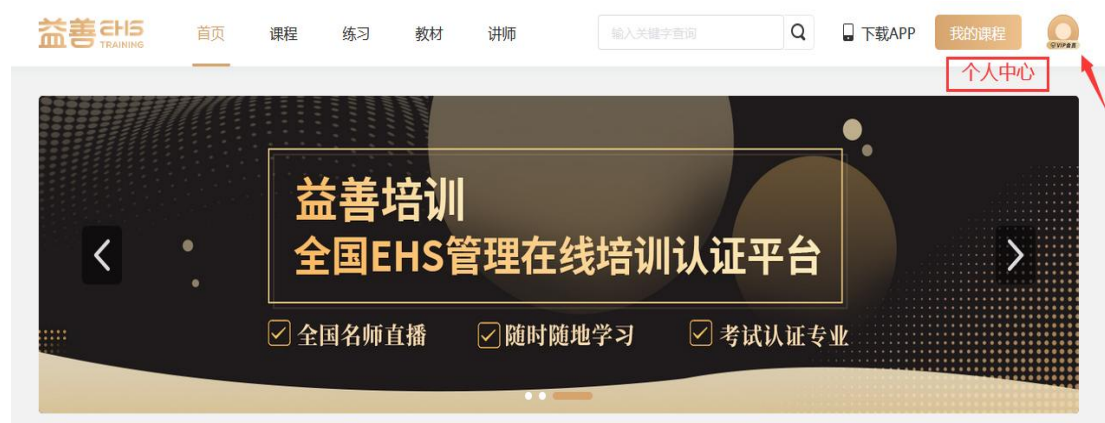 益善 EHS TRAINING 首页 课程 练习 教材 讲师 输入关键字查询 下载APP 我的课程 VIP会员
个人中心
益善培训
全国EHS管理在线培训认证平台
全国名师直播 随时随地学习 考试认证专业